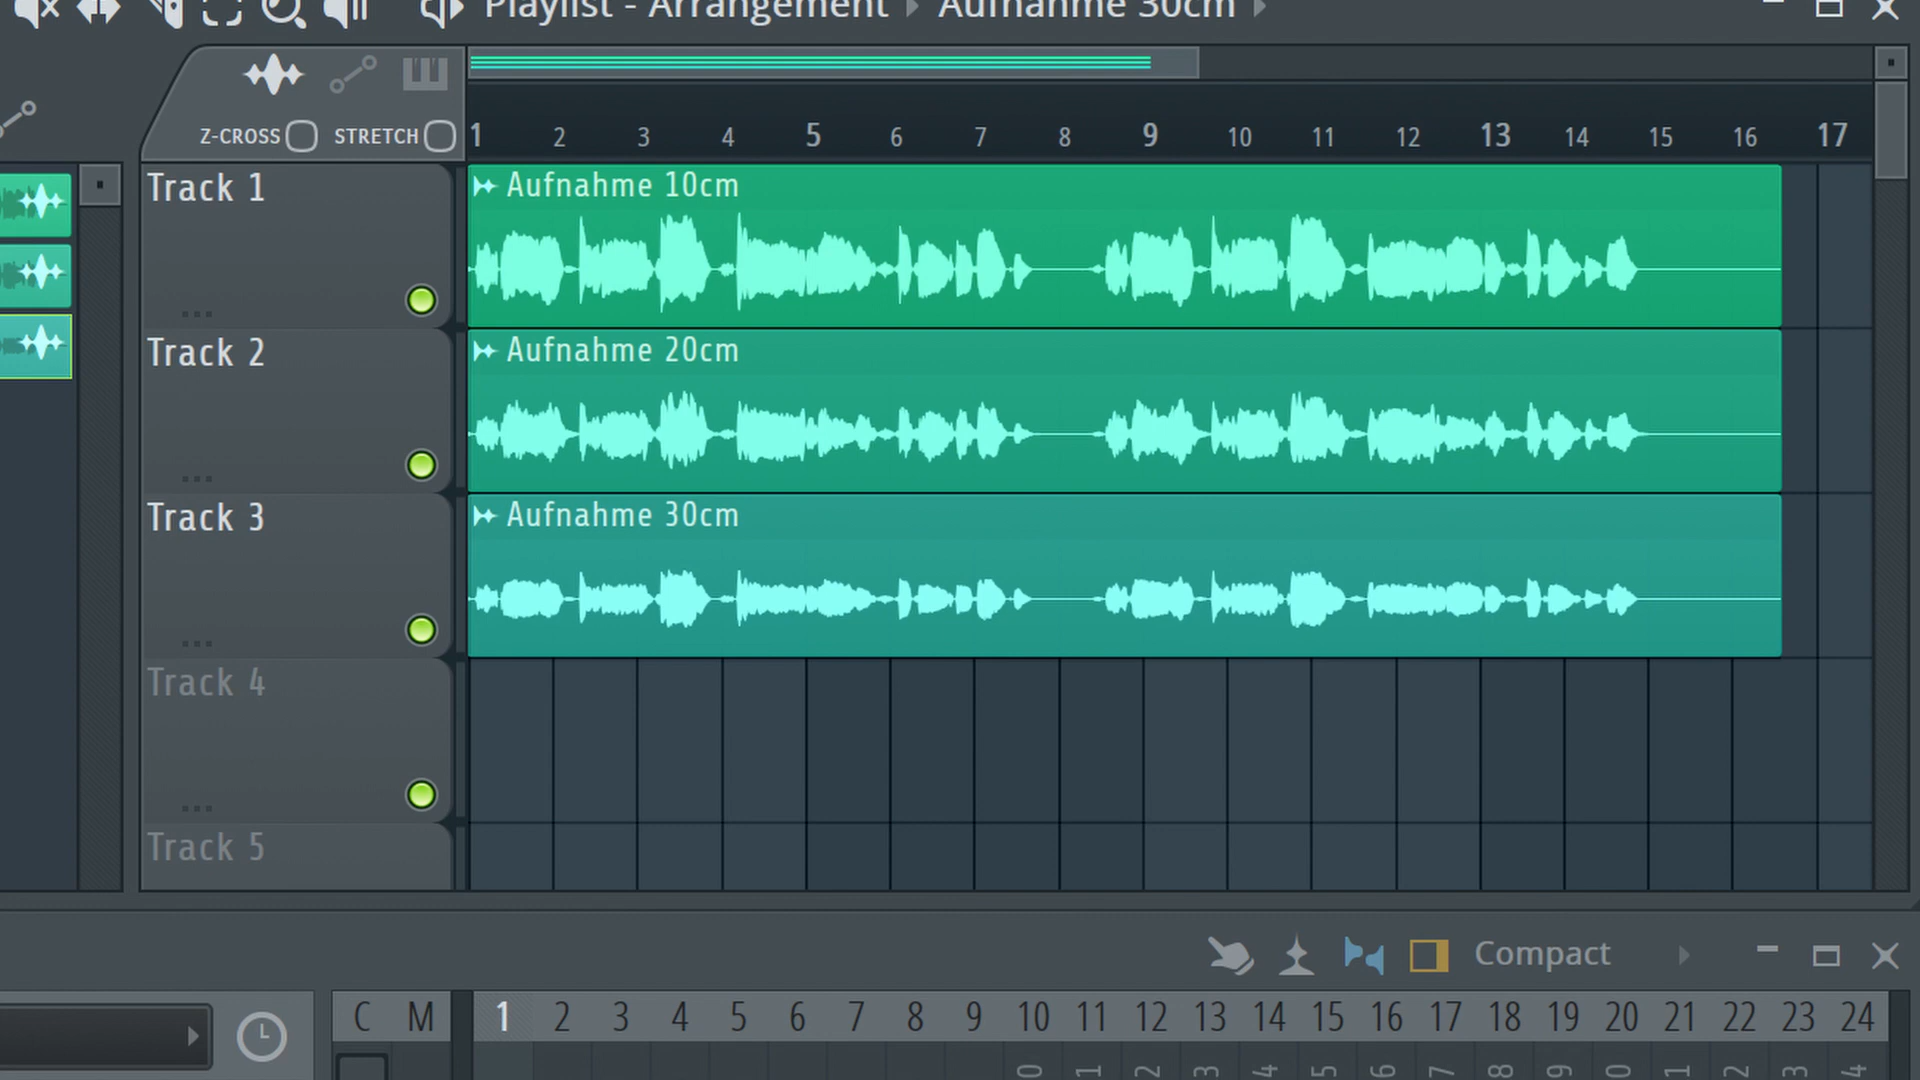 Playlist - Arrangement Aufnahme 30cm
Z-CROSS STRETCH
1 2 3 4 5 6 7 8 9 10 11 12 13 14 15 16 17
Track 1
Aufnahme 10cm
Track 2
Aufnahme 20cm
Track 3
Aufnahme 30cm
Track 4
Track 5
Compact
C M 1 2 3 4 5 6 7 8 9 10 11 12 13 14 15 16 17 18 19 20 21 22 23 24